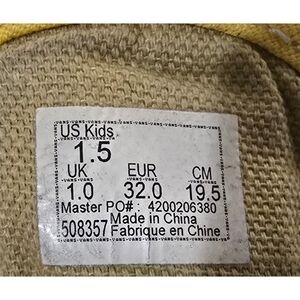 US Kids
1.5
UK EUR CM
1.0 32.0 19.5
Master PO# : 4200206380
508357 Made in China
Fabrique en Chine